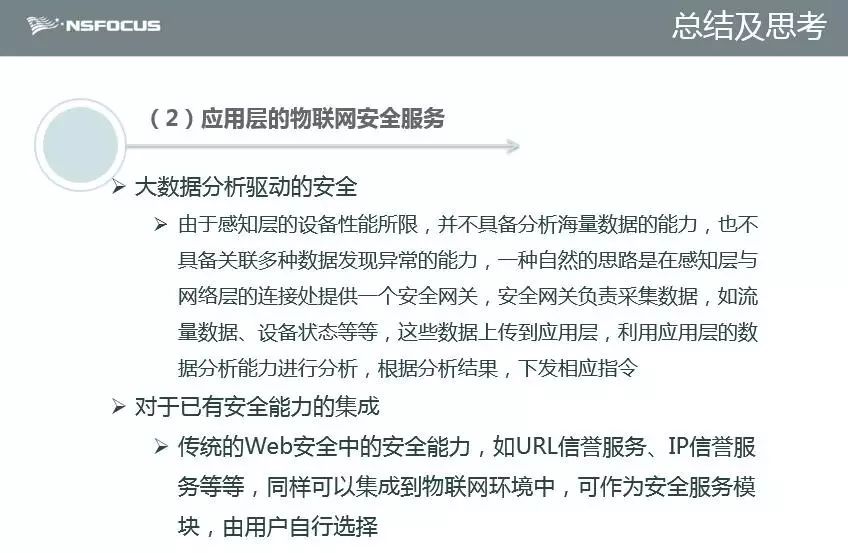 NSFOCUS
总结及思考
（2）应用层的物联网安全服务
大数据分析驱动的安全
由于感知层的设备性能所限，并不具备分析海量数据的能力，也不
具备关联多种数据发现异常的能力，一种自然的思路是在感知层与
网络层的连接处提供一个安全网关，安全网关负责采集数据，如流
量数据、设备状态等等，这些数据上传到应用层，利用应用层的数
据分析能力进行分析，根据分析结果，下发相应指令
对于已有安全能力的集成
传统的Web安全中的安全能力，如URL信誉服务、IP信誉服
务等等，同样可以集成到物联网环境中，可作为安全服务模
块，由用户自行选择